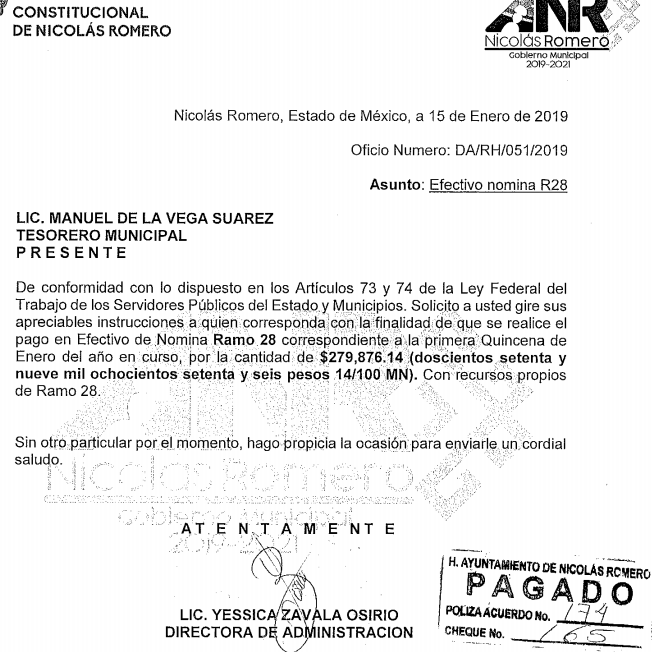 CONSTITUCIONAL
DE NICOLÁS ROMERO
ANR
Nicolás Romero
Gobierno Municipal
2019-2021
Nicolás Romero, Estado de México, a 15 de Enero de 2019
Oficio Numero: DA/RH/051/2019
Asunto: Efectivo nomina R28
LIC. MANUEL DE LA VEGA SUAREZ
TESORERO MUNICIPAL
P R E S E N T E
De conformidad con lo dispuesto en los Artículos 73 y 74 de la Ley Federal del
Trabajo de los Servidores Públicos del Estado y Municipios. Solicito a usted gire sus
apreciables instrucciones a quien corresponda con la finalidad de que se realice el
pago en Efectivo de Nomina Ramo 28 correspondiente a la primera Quincena de
Enero del año en curso, por la cantidad de $279,876.14 (doscientos setenta y
nueve mil ochocientos setenta y seis pesos 14/100 MN). Con recursos propios
de Ramo 28.
Sin otro particular por el momento, hago propicia la ocasión para enviarle un cordial
saludo.
ANR
Nicolás Romero
Gobierno Municipal
2019-2021
A T E N T A M E N T E
LIC. YESSICA ZAVALA OSIRIO
DIRECTORA DE ADMINISTRACION
H. AYUNTAMIENTO DE NICOLÁS ROMERO
PAGADO
POLIZA ACUERDO No. 174
CHEQUE No. 165